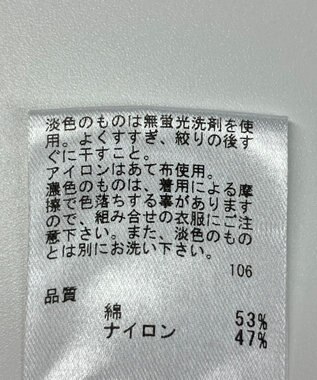 淡色のものは無蛍光洗剤を使
用。よくすすぎ、絞りの後す
ぐに干すこと。
アイロンはあて布使用。
濃色のものは、着用による摩
擦で色落ちする事があります
ので、組み合せの衣服にご注
意下さい。また、淡色のもの
とは別にお洗い下さい。
106
品質
綿 53%
ナイロン 47%